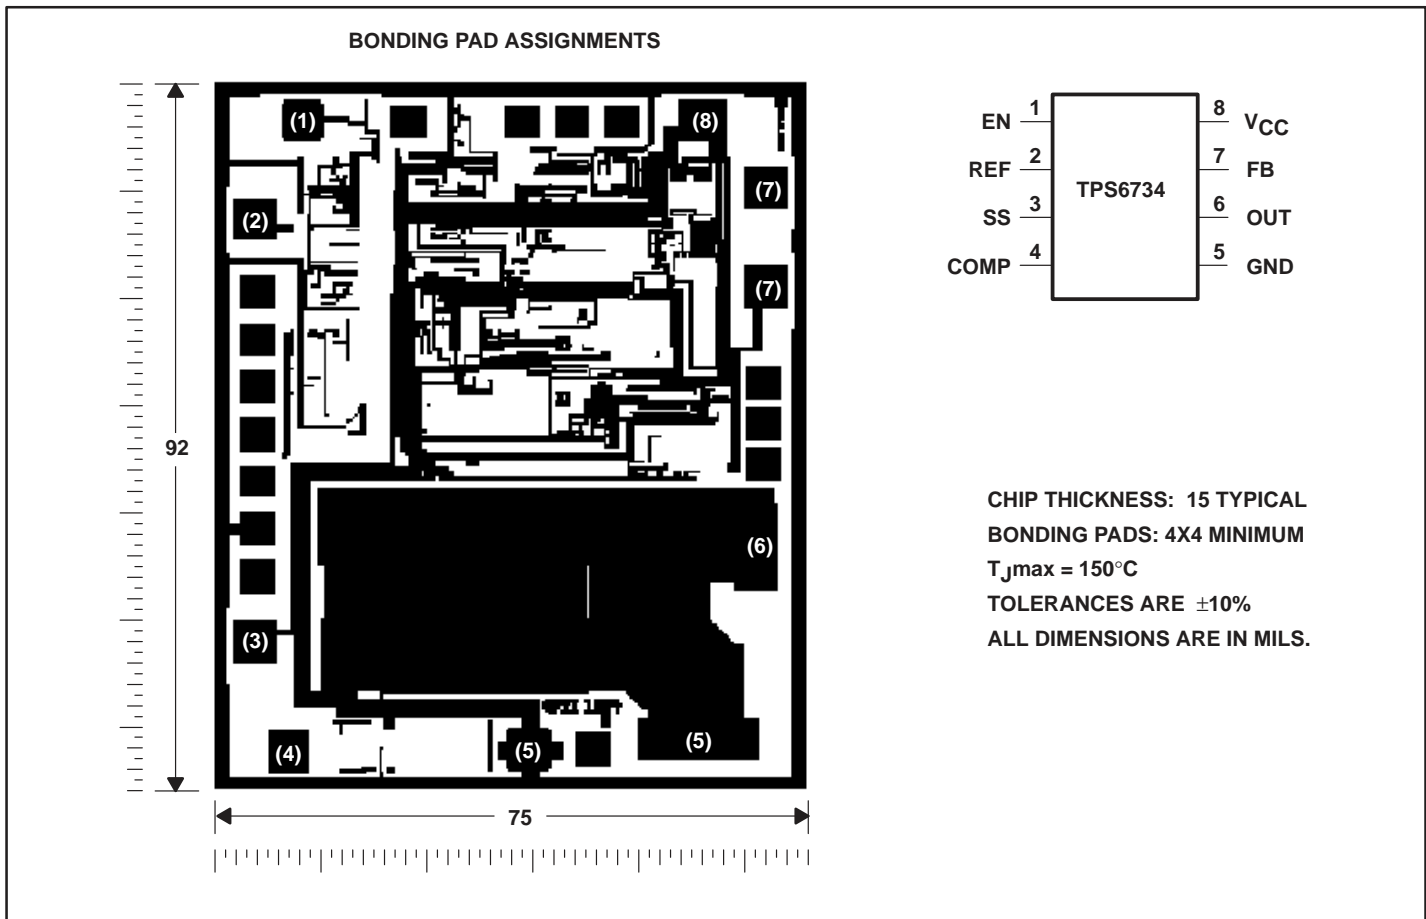 BONDING PAD ASSIGNMENTS
(1)
(8)
(7)
(2)
(7)
92
(6)
(3)
(4)
(5)
(5)
75
EN 1
8 VCC
REF 2
7 FB
TPS6734
SS 3
6 OUT
COMP 4
5 GND
CHIP THICKNESS: 15 TYPICAL
BONDING PADS: 4X4 MINIMUM
TJmax = 150°C
TOLERANCES ARE ±10%
ALL DIMENSIONS ARE IN MILS.